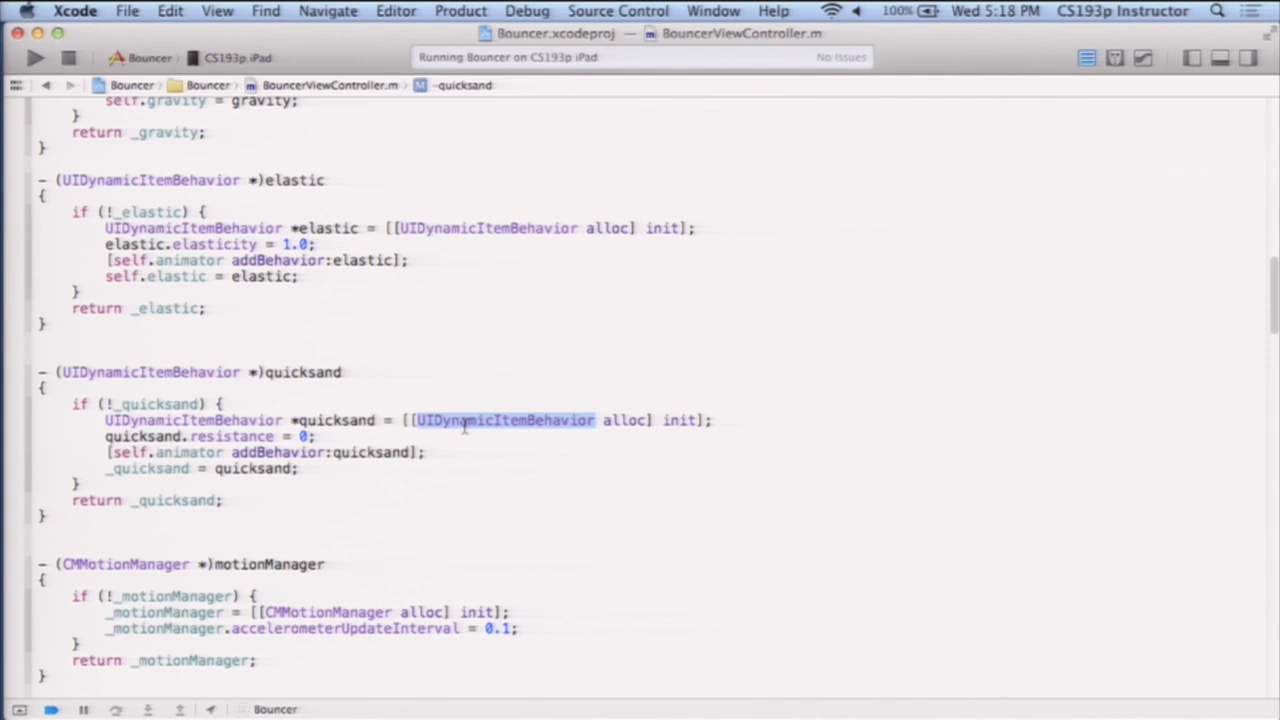 Xcode File Edit View Find Navigate Editor Product Debug Source Control Window Help 100% Wed 5:18 PM CS193p Instructor
Bouncer.xcodeproj — BouncerViewController.m
Bouncer CS193p iPad Running Bouncer on CS193p iPad No Issues
Bouncer Bouncer BouncerViewController.m M -quicksand
self.gravity = gravity;
}
return _gravity;
}
- (UIDynamicItemBehavior *)elastic
{
if (!_elastic) {
UIDynamicItemBehavior *elastic = [[UIDynamicItemBehavior alloc] init];
elastic.elasticity = 1.0;
[self.animator addBehavior:elastic];
self.elastic = elastic;
}
return _elastic;
}
- (UIDynamicItemBehavior *)quicksand
{
if (!_quicksand) {
UIDynamicItemBehavior *quicksand = [[UIDynamicItemBehavior alloc] init];
quicksand.resistance = 0;
[self.animator addBehavior:quicksand];
_quicksand = quicksand;
}
return _quicksand;
}
- (CMMotionManager *)motionManager
{
if (!_motionManager) {
_motionManager = [[CMMotionManager alloc] init];
_motionManager.accelerometerUpdateInterval = 0.1;
}
return _motionManager;
}
Bouncer